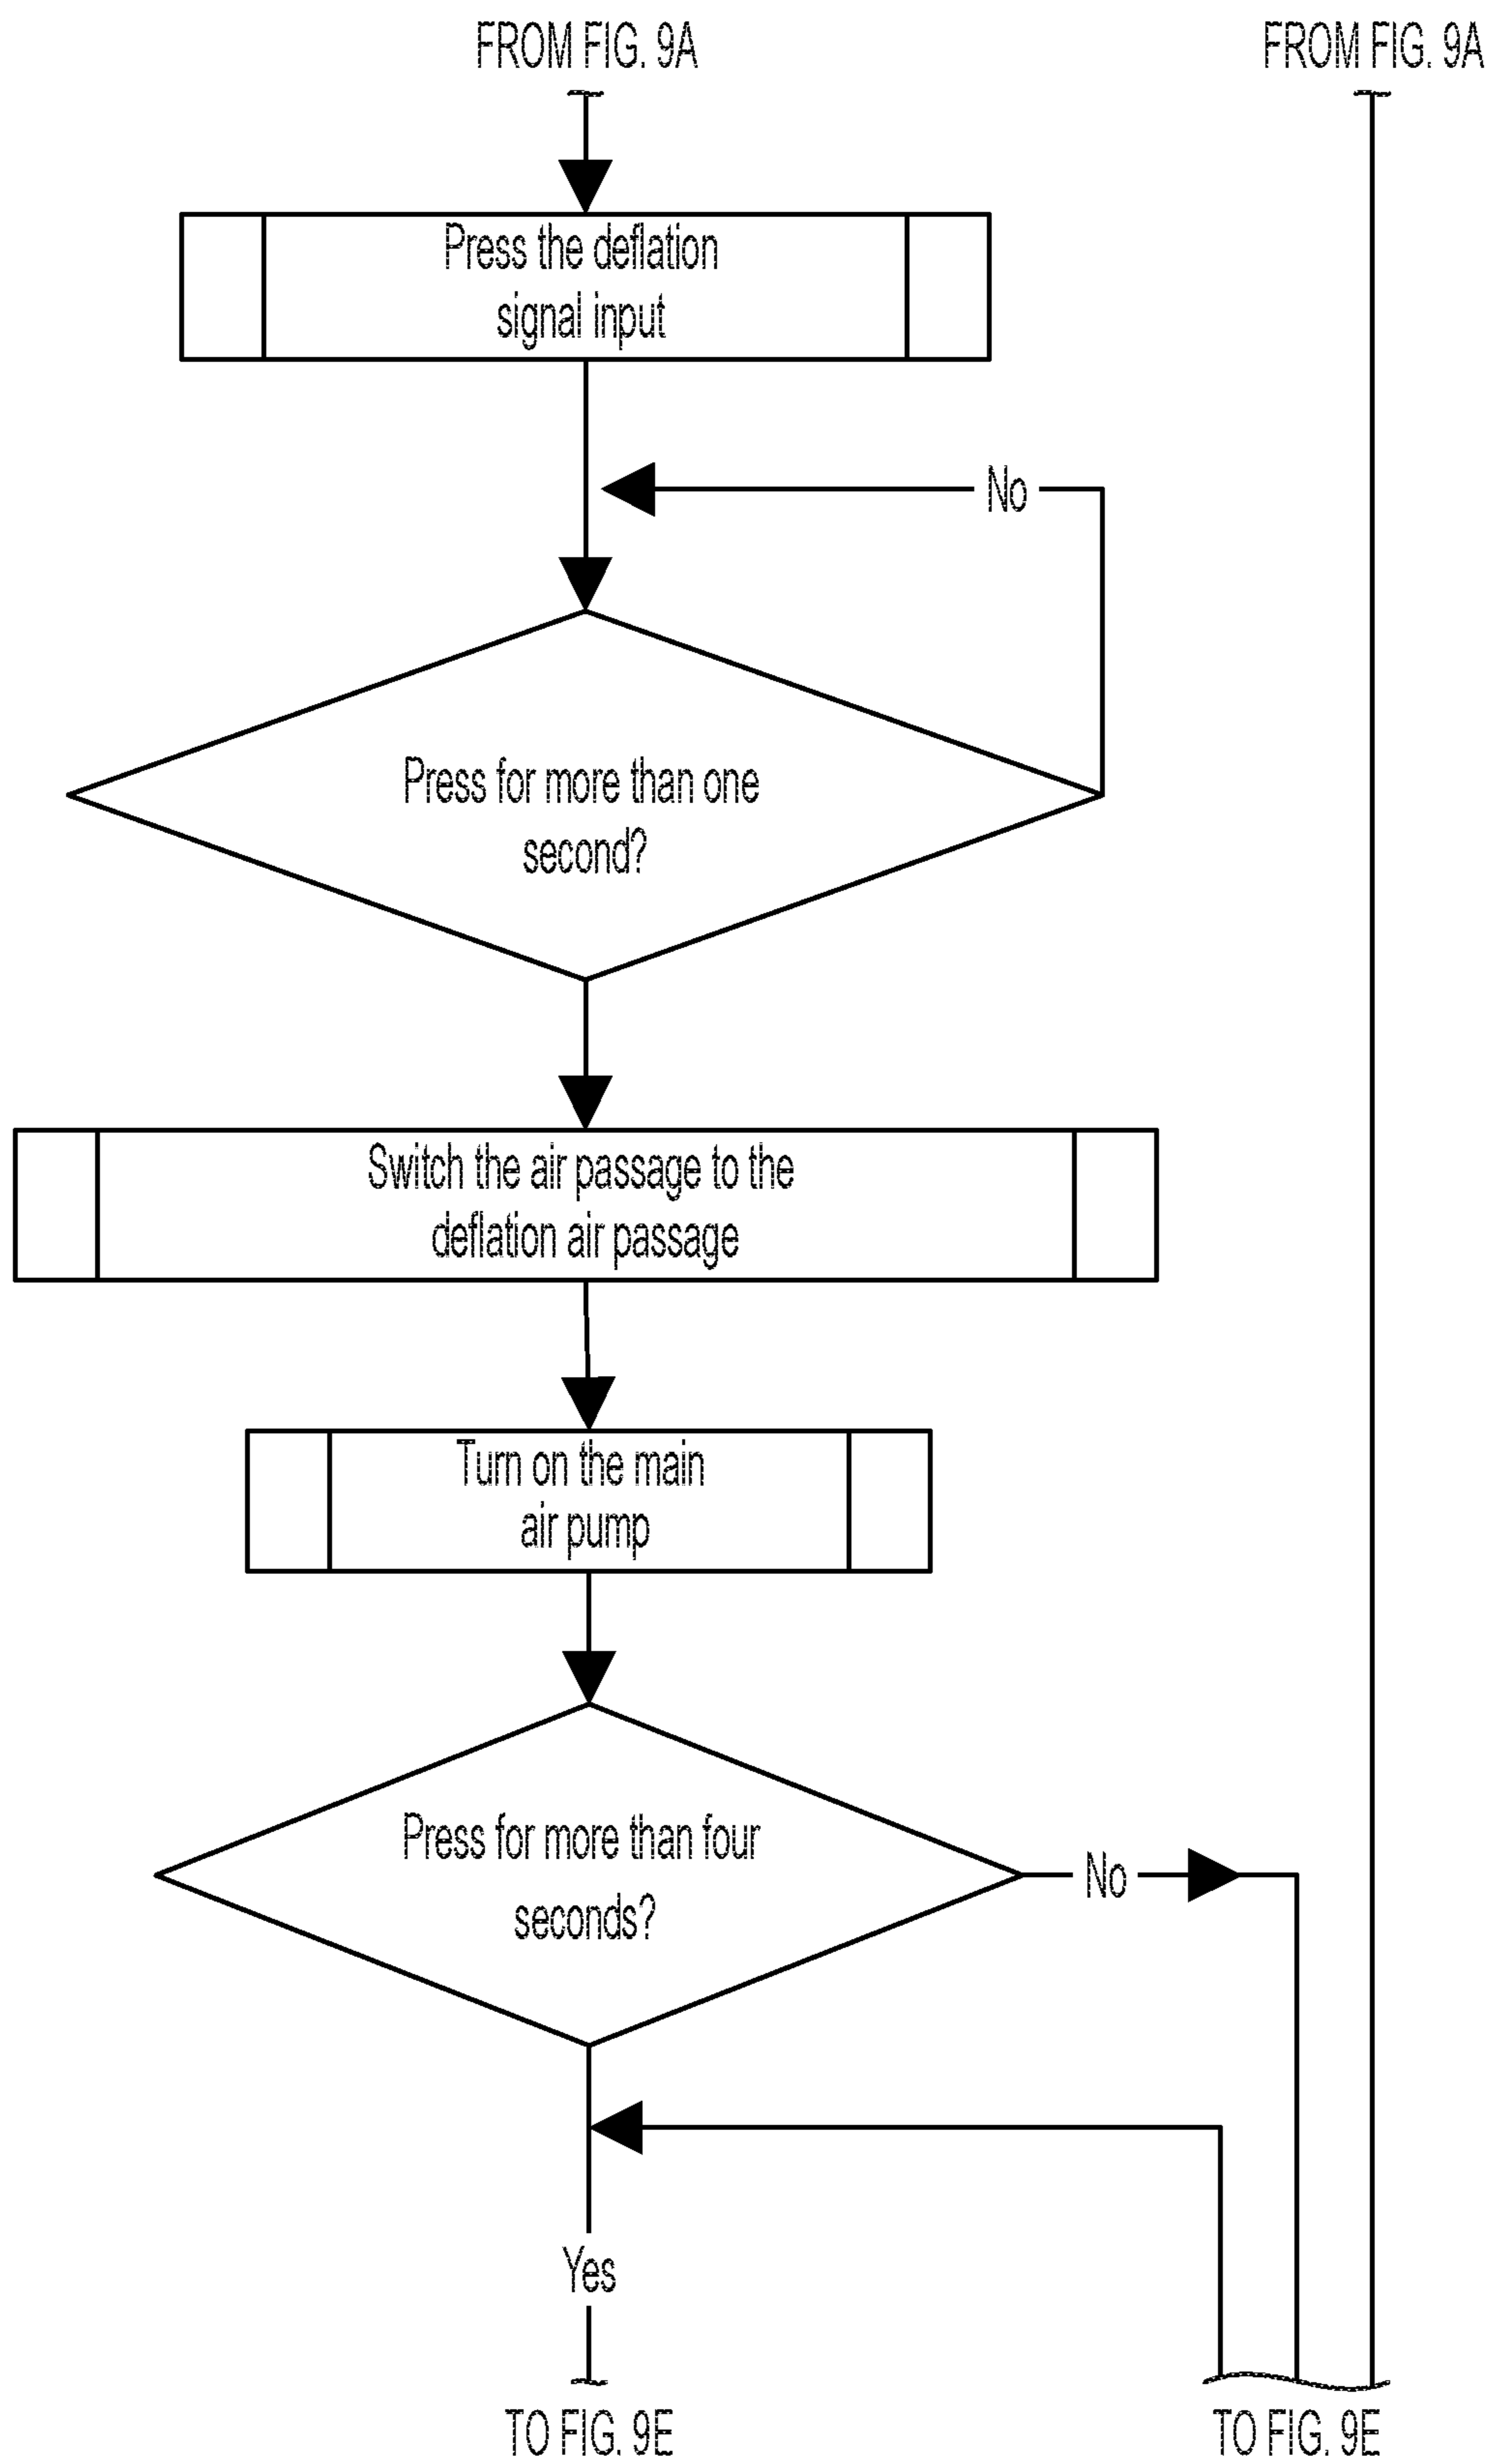 FROM FIG. 9A
FROM FIG. 9A
Press the deflation
signal input
No
Press for more than one
second?
Switch the air passage to the
deflation air passage
Turn on the main
air pump
Press for more than four
seconds?
No
Yes
TO FIG. 9E
TO FIG. 9E